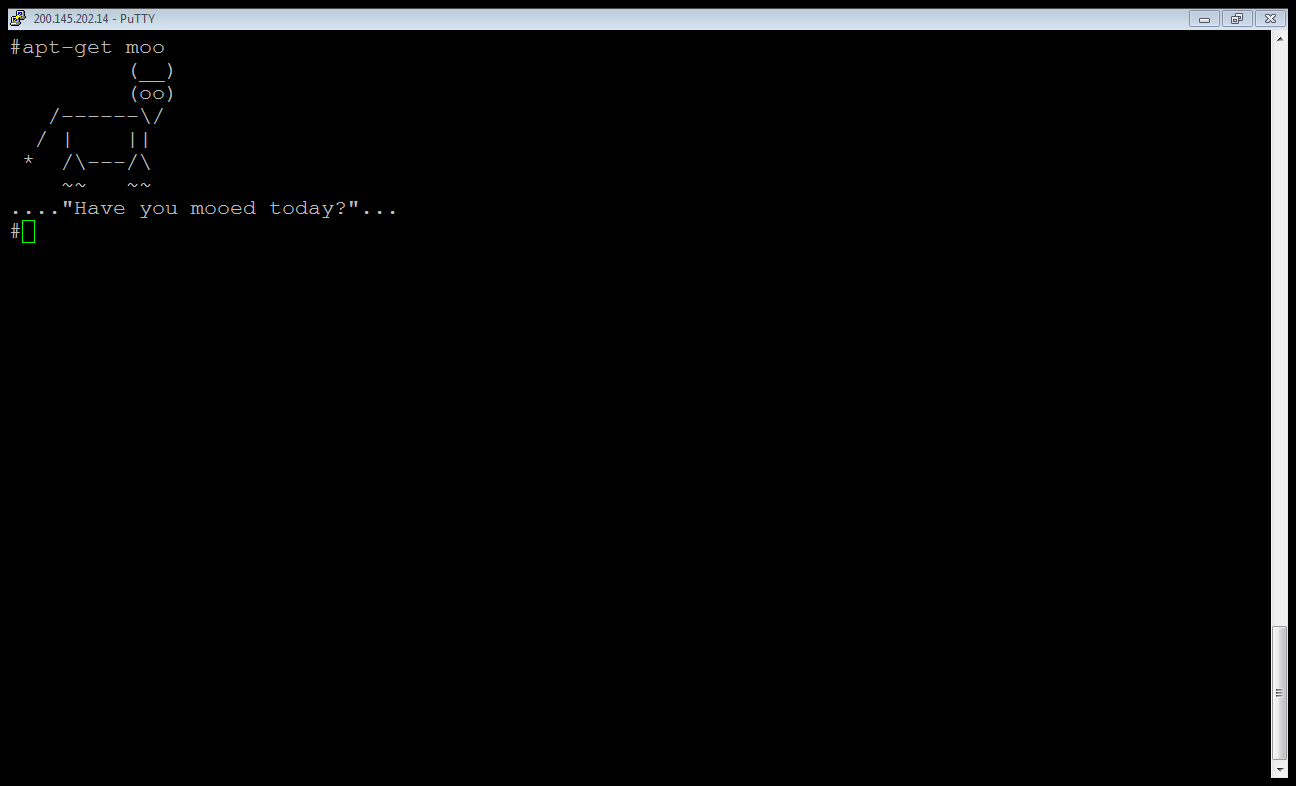 200.145.202.14 - PuTTY
#apt-get moo
         (__)
         (oo)
   /------\/
  / |    ||
 *  /\---/\
    ~~   ~~
...."Have you mooed today?"...
#